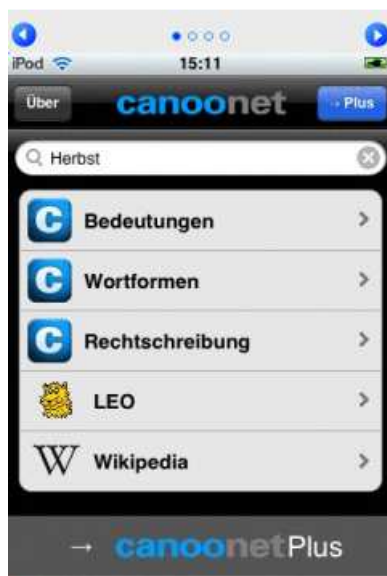 iPod 15:11
Über canoonet → Plus
Herbst
C Bedeutungen
C Wortformen
C Rechtschreibung
LEO
W Wikipedia
→ canoonetPlus